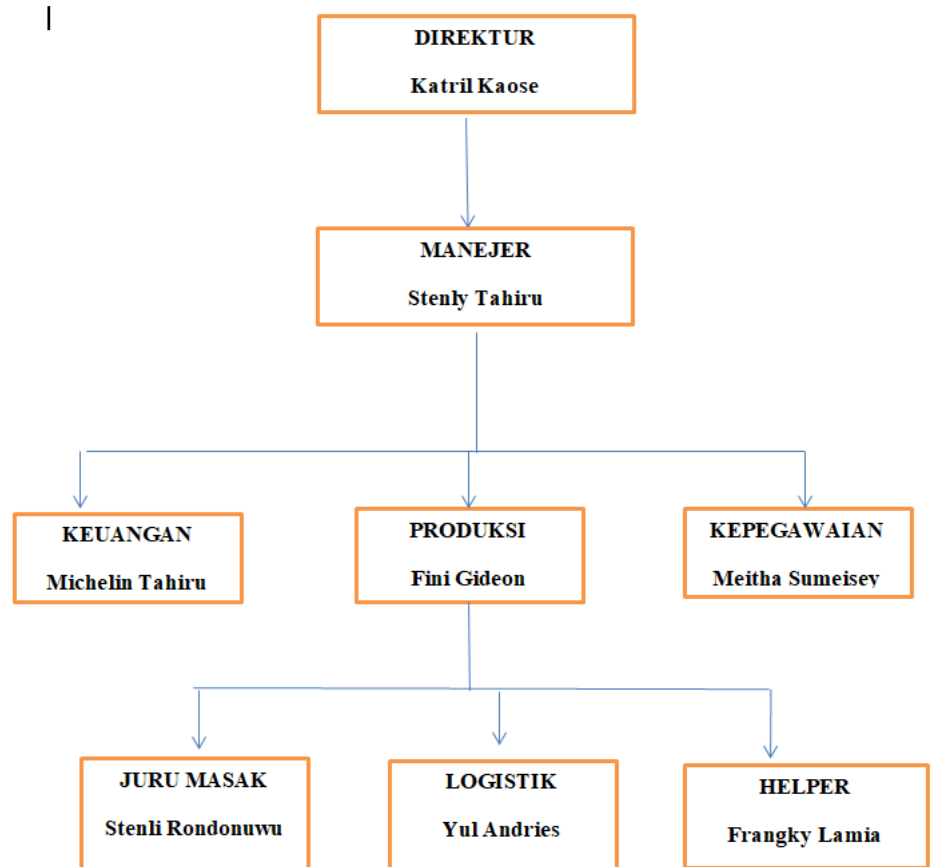 DIREKTUR
Katril Kaose
MANEJER
Stenly Tahiru
KEUANGAN
Michelin Tahiru
PRODUKSI
Fini Gideon
KEPEGAWAIAN
Meitha Sumeisey
JURU MASAK
Stenli Rondonuwu
LOGISTIK
Yul Andries
HELPER
Frangky Lamia